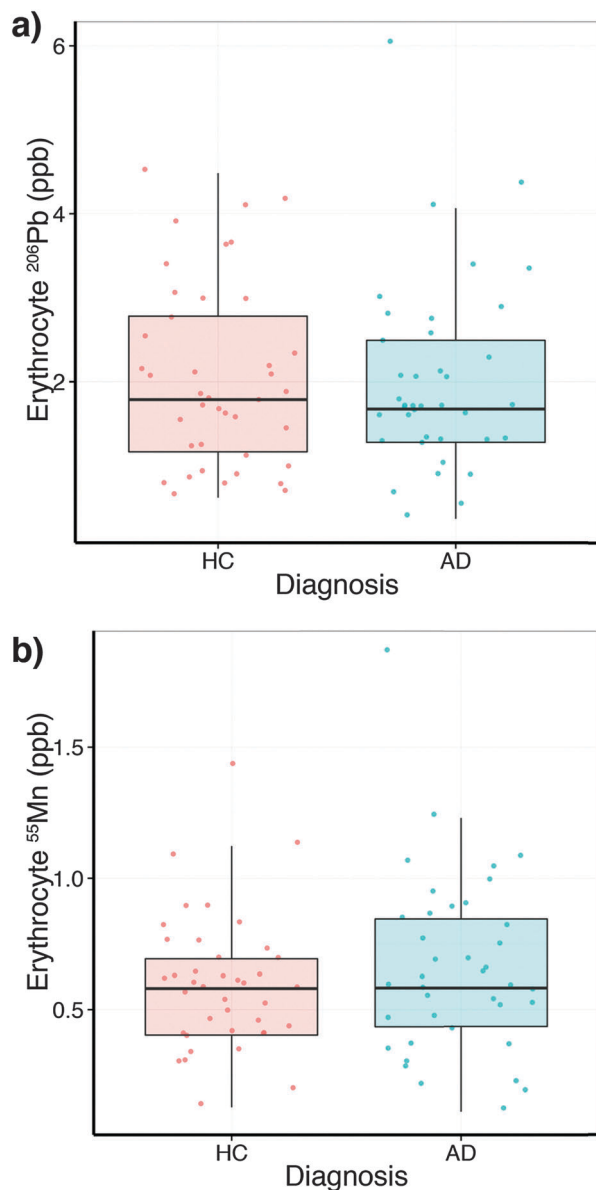 a)
Erythrocyte ²⁰⁶Pb (ppb)
6
4
2
HC
AD
Diagnosis
b)
Erythrocyte ⁵⁵Mn (ppb)
1.5
1.0
0.5
HC
AD
Diagnosis